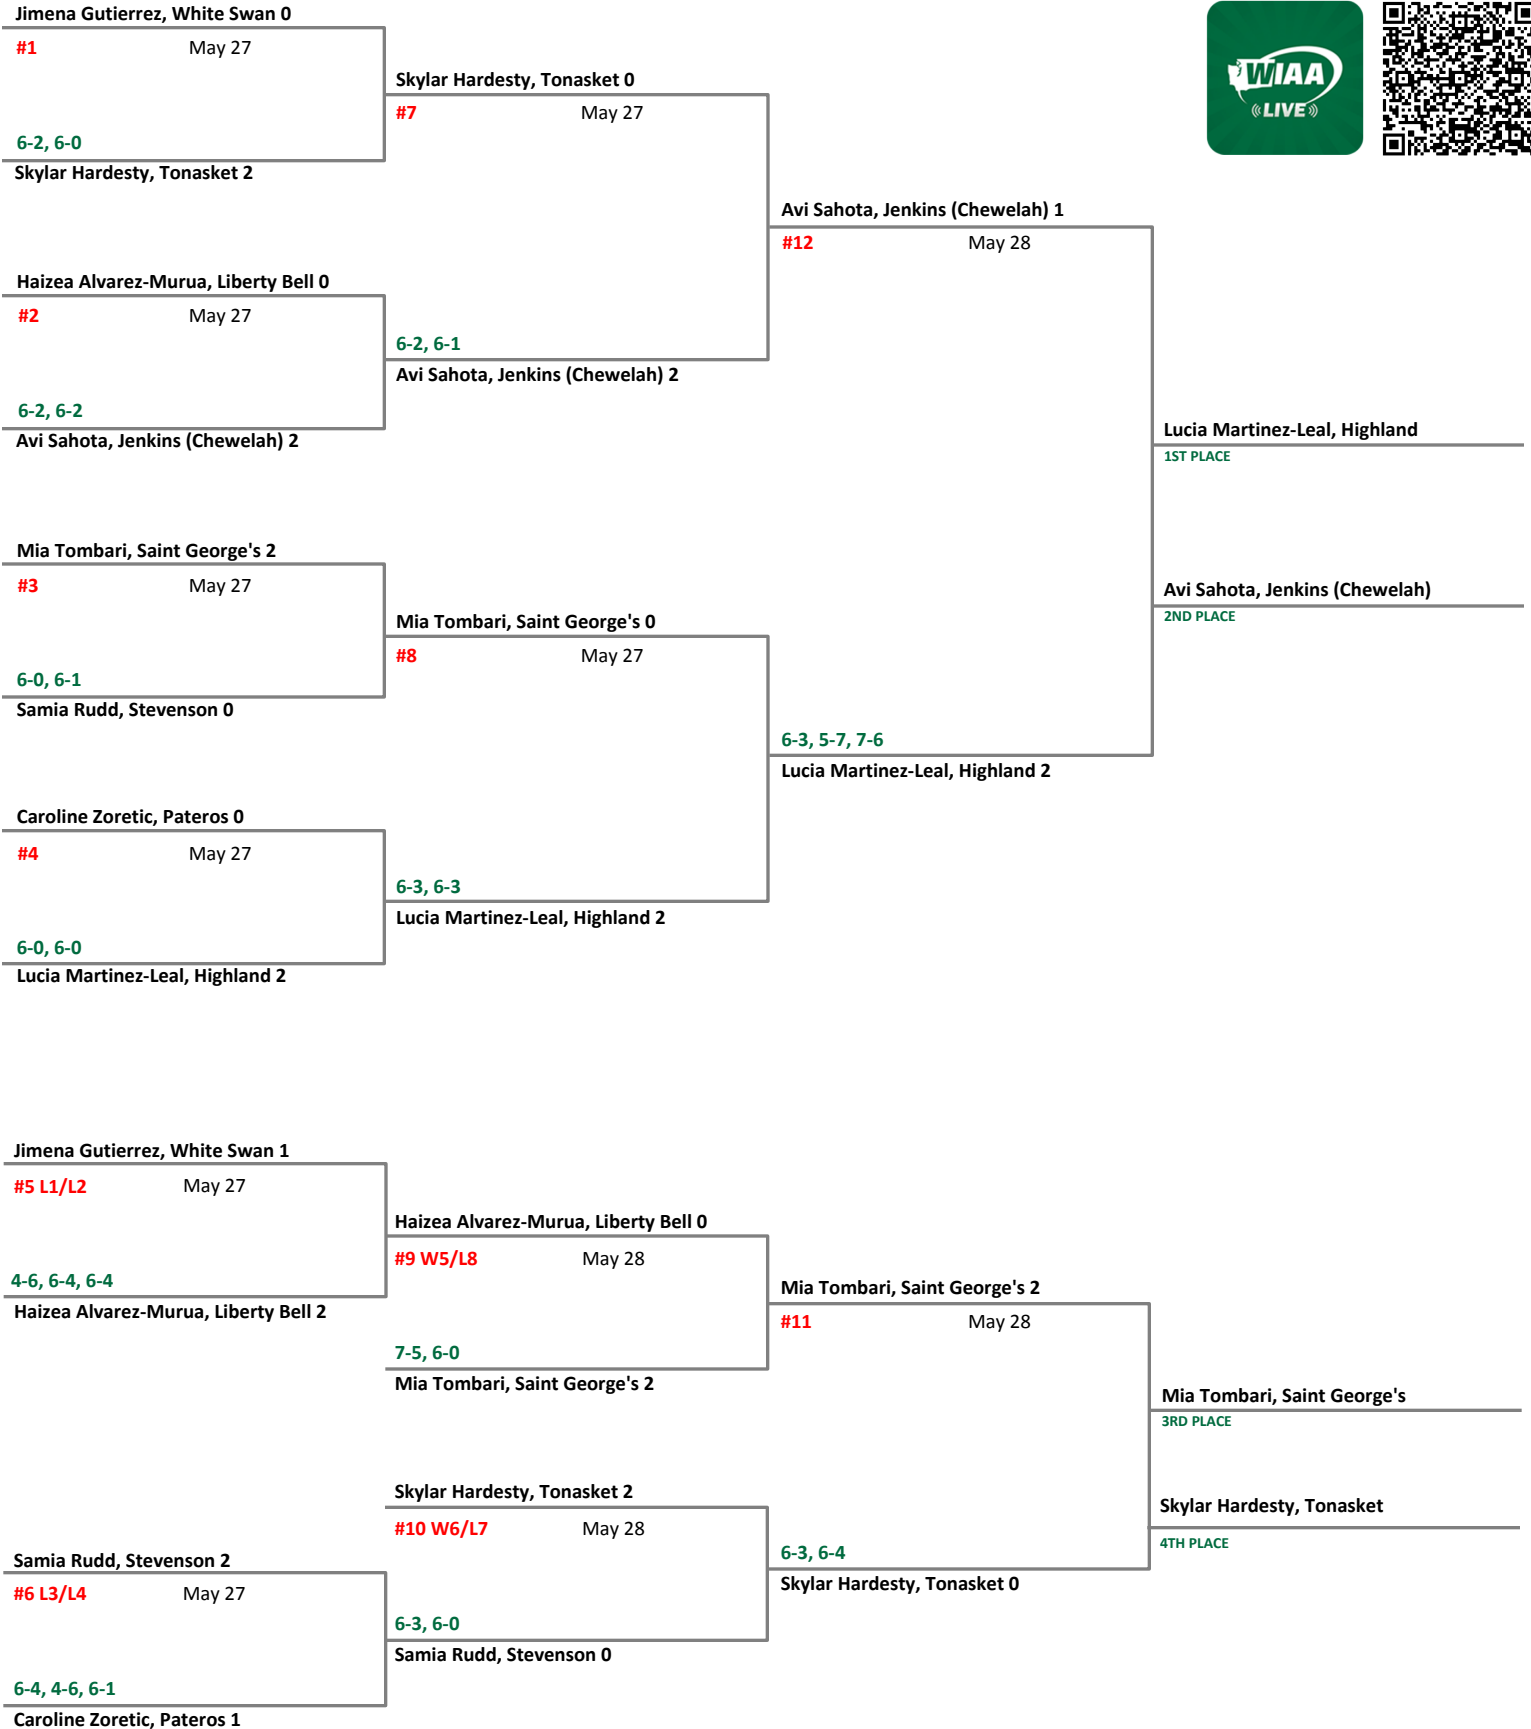 Jimena Gutierrez, White Swan 0
#1 May 27
6-2, 6-0
Skylar Hardesty, Tonasket 2
Haizea Alvarez-Murua, Liberty Bell 0
#2 May 27
6-2, 6-2
Avi Sahota, Jenkins (Chewelah) 2
Mia Tombari, Saint George's 2
#3 May 27
6-0, 6-1
Samia Rudd, Stevenson 0
Caroline Zoretic, Pateros 0
#4 May 27
6-0, 6-0
Lucia Martinez-Leal, Highland 2
Skylar Hardesty, Tonasket 0
#7 May 27
6-2, 6-1
Avi Sahota, Jenkins (Chewelah) 2
Mia Tombari, Saint George's 0
#8 May 27
6-3, 6-3
Lucia Martinez-Leal, Highland 2
Avi Sahota, Jenkins (Chewelah) 1
#12 May 28
6-3, 5-7, 7-6
Lucia Martinez-Leal, Highland 2
WIAA
LIVE
Lucia Martinez-Leal, Highland
1ST PLACE
Avi Sahota, Jenkins (Chewelah)
2ND PLACE
Jimena Gutierrez, White Swan 1
#5 L1/L2 May 27
4-6, 6-4, 6-4
Haizea Alvarez-Murua, Liberty Bell 2
Samia Rudd, Stevenson 2
#6 L3/L4 May 27
6-4, 4-6, 6-1
Caroline Zoretic, Pateros 1
Haizea Alvarez-Murua, Liberty Bell 0
#9 W5/L8 May 28
7-5, 6-0
Mia Tombari, Saint George's 2
Skylar Hardesty, Tonasket 2
#10 W6/L7 May 28
6-3, 6-0
Samia Rudd, Stevenson 0
Mia Tombari, Saint George's 2
#11 May 28
6-3, 6-4
Skylar Hardesty, Tonasket 0
Mia Tombari, Saint George's
3RD PLACE
Skylar Hardesty, Tonasket
4TH PLACE